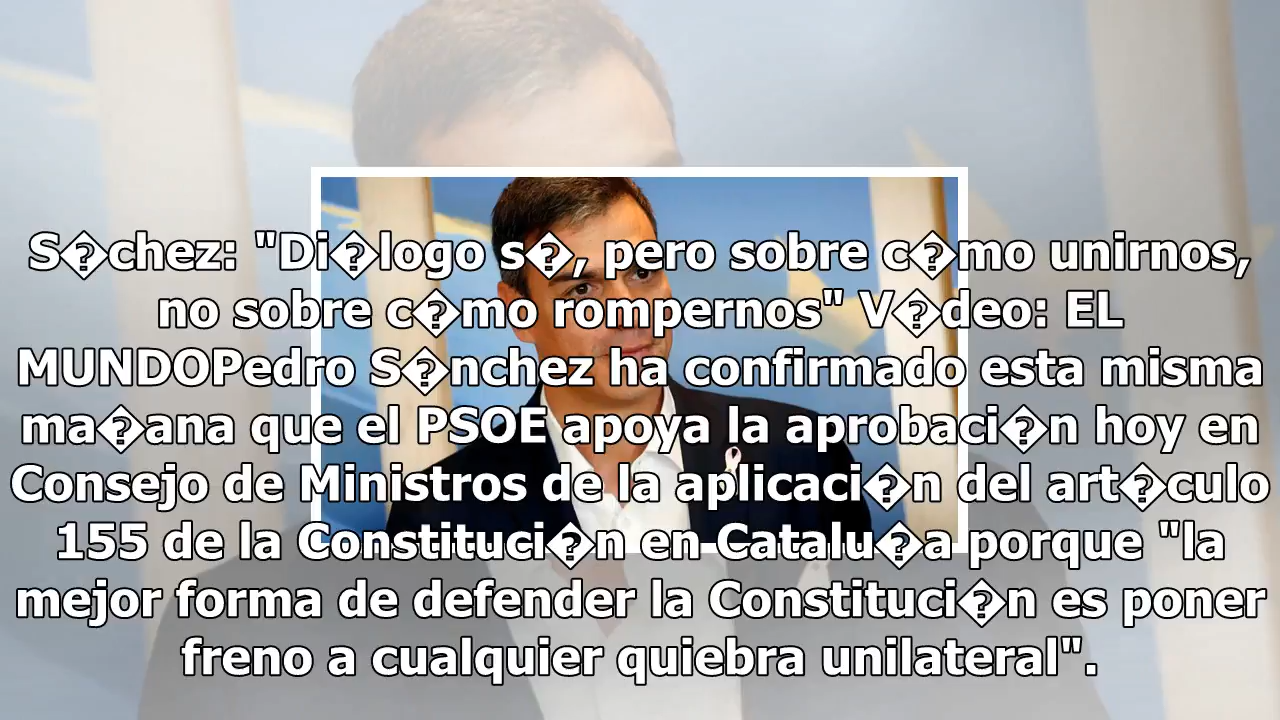 S�chez: "Di�logo s�, pero sobre c�mo unirnos,
no sobre c�mo rompernos" V�deo: EL
MUNDOPedro S�nchez ha confirmado esta misma
ma�ana que el PSOE apoya la aprobaci�n hoy en
Consejo de Ministros de la aplicaci�n del art�culo
155 de la Constituci�n en Catalu�a porque "la
mejor forma de defender la Constituci�n es poner
freno a cualquier quiebra unilateral".